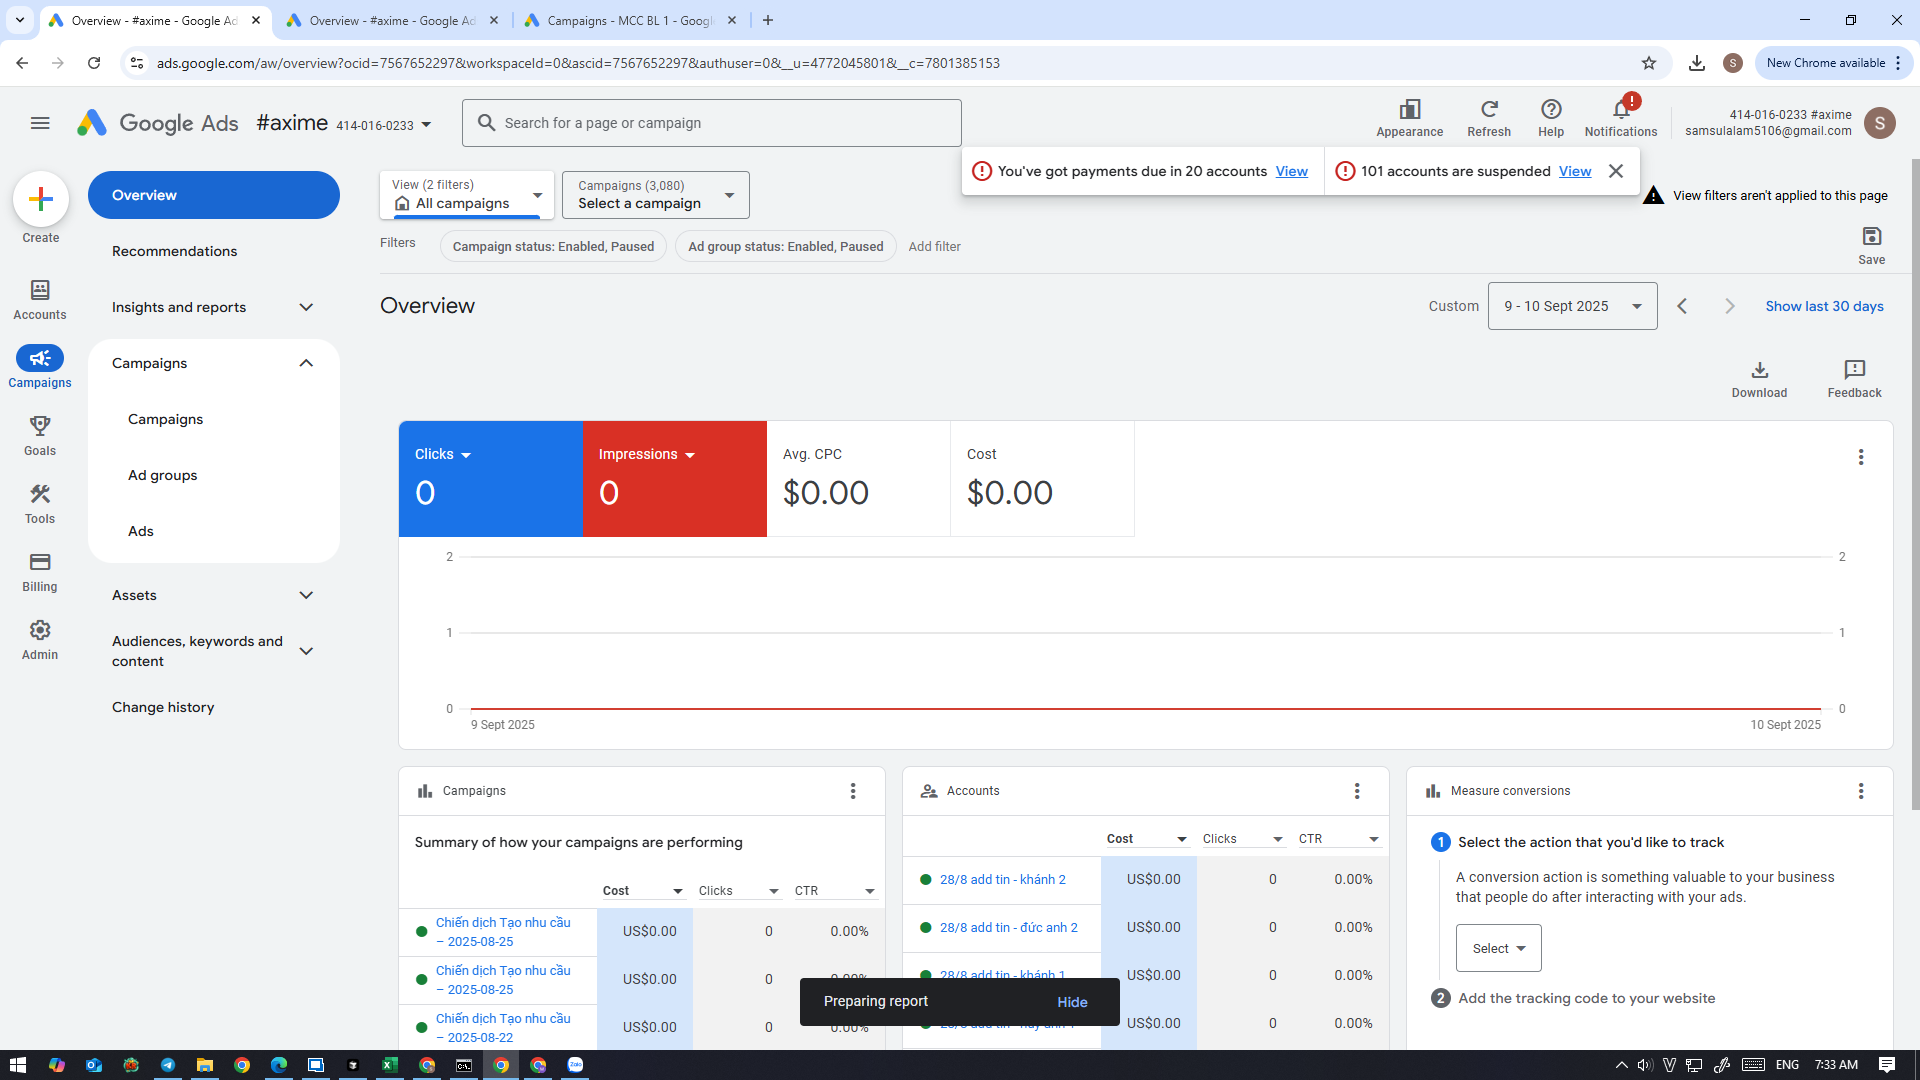 Overview - #axime - Google Ad
Overview - #axime - Google Ad
Campaigns - MCC BL 1 - Googl
ads.google.com/aw/overview?ocid=7567652297&workspaceId=0&ascid=7567652297&authuser=0&__u=4772045801&__c=7801385153
S
New Chrome available
Google Ads
#axime 414-016-0233
Search for a page or campaign
Appearance
Refresh
Help
Notifications
414-016-0233 #axime
samsulalam5106@gmail.com
S
You've got payments due in 20 accounts View
101 accounts are suspended View
View filters aren't applied to this page
Create
Accounts
Campaigns
Goals
Tools
Billing
Admin
Overview
Recommendations
Insights and reports
Campaigns
Campaigns
Ad groups
Ads
Assets
Audiences, keywords and
content
Change history
View (2 filters)
All campaigns
Campaigns (3,080)
Select a campaign
Filters
Campaign status: Enabled, Paused
Ad group status: Enabled, Paused
Add filter
Save
Overview
Custom
9 - 10 Sept 2025
Show last 30 days
Download
Feedback
Clicks
0
Impressions
0
Avg. CPC
$0.00
Cost
$0.00
2
2
1
1
0
0
9 Sept 2025
10 Sept 2025
Campaigns
Summary of how your campaigns are performing
Cost Clicks CTR
Chiến dịch Tạo nhu cầu
– 2025-08-25
US$0.00 0 0.00%
Chiến dịch Tạo nhu cầu
– 2025-08-25
US$0.00 0 0.00%
Chiến dịch Tạo nhu cầu
– 2025-08-22
US$0.00 0 0.00%
Accounts
Cost Clicks CTR
28/8 add tin - khánh 2 US$0.00 0 0.00%
28/8 add tin - đức anh 2 US$0.00 0 0.00%
28/8 add tin - khánh 1 US$0.00 0 0.00%
US$0.00 0 0.00%
Measure conversions
1 Select the action that you'd like to track
A conversion action is something valuable to your business
that people do after interacting with your ads.
Select
2 Add the tracking code to your website
Preparing report
Hide
Zalo
ENG
7:33 AM